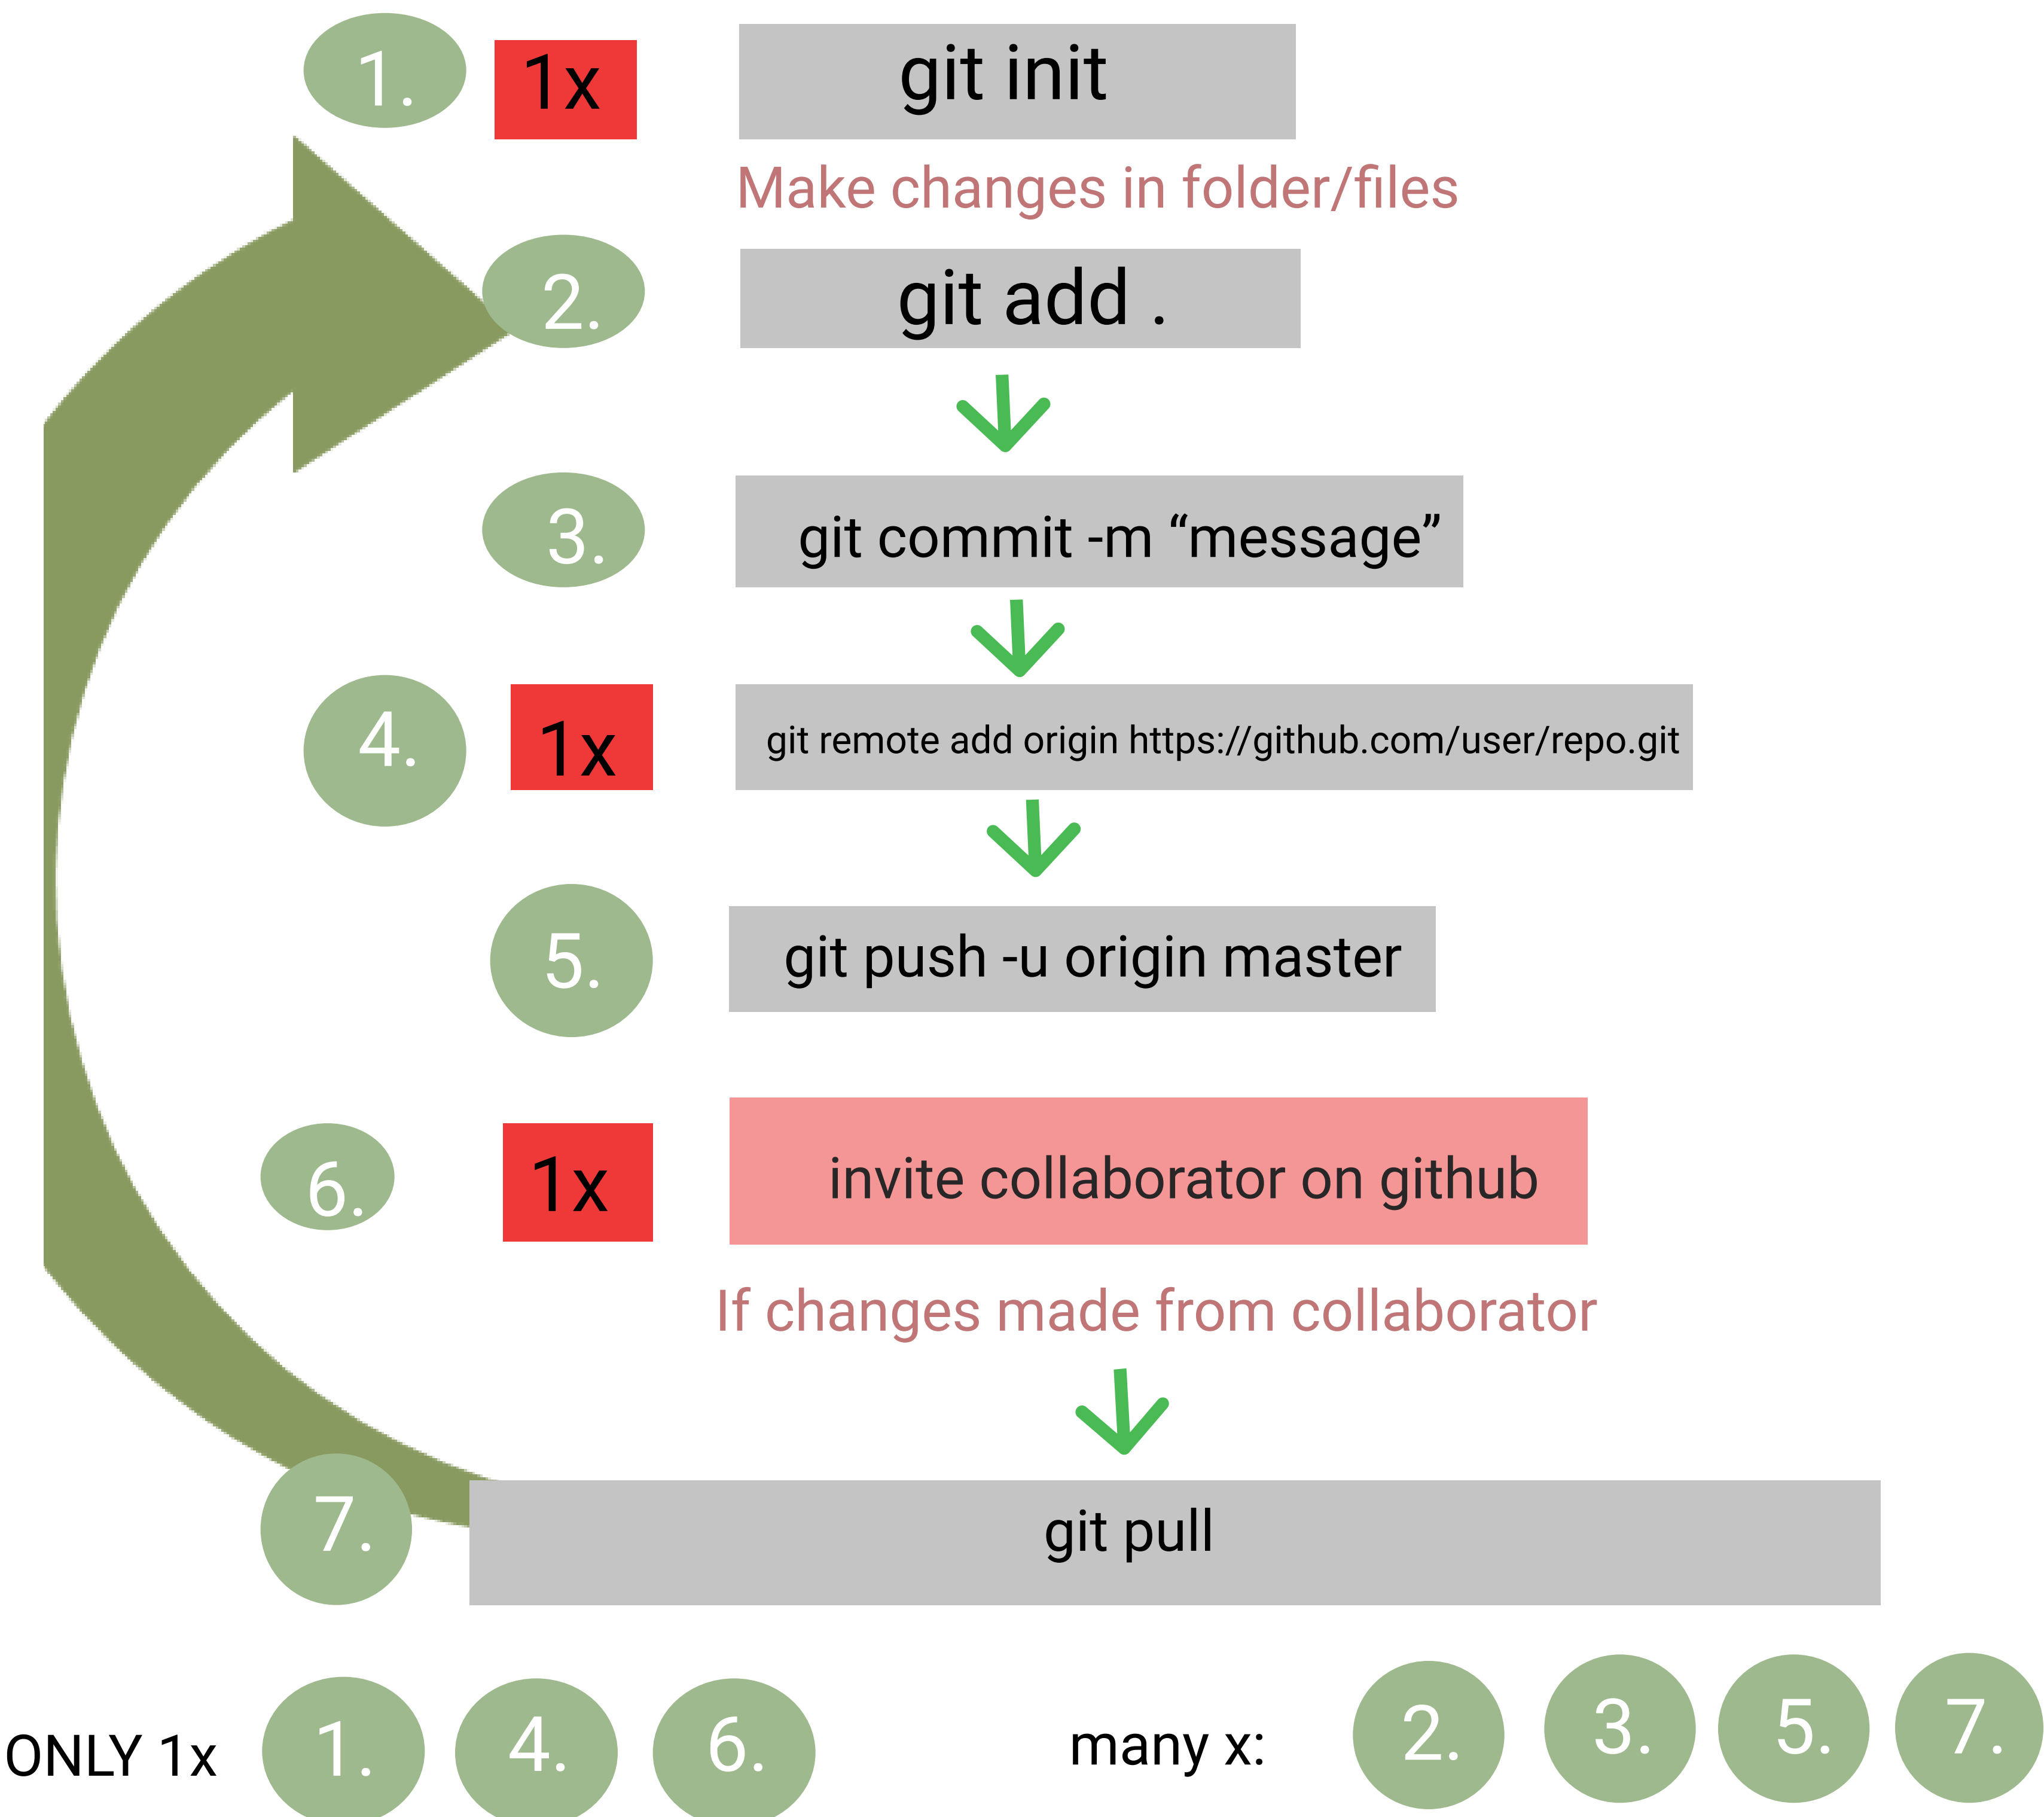 1. 1x git init
Make changes in folder/files
2. git add .
3. git commit -m “message”
4. 1x git remote add origin https://github.com/user/repo.git
5. git push -u origin master
6. 1x invite collaborator on github
If changes made from collaborator
7. git pull
ONLY 1x 1. 4. 6. many x: 2. 3. 5. 7.